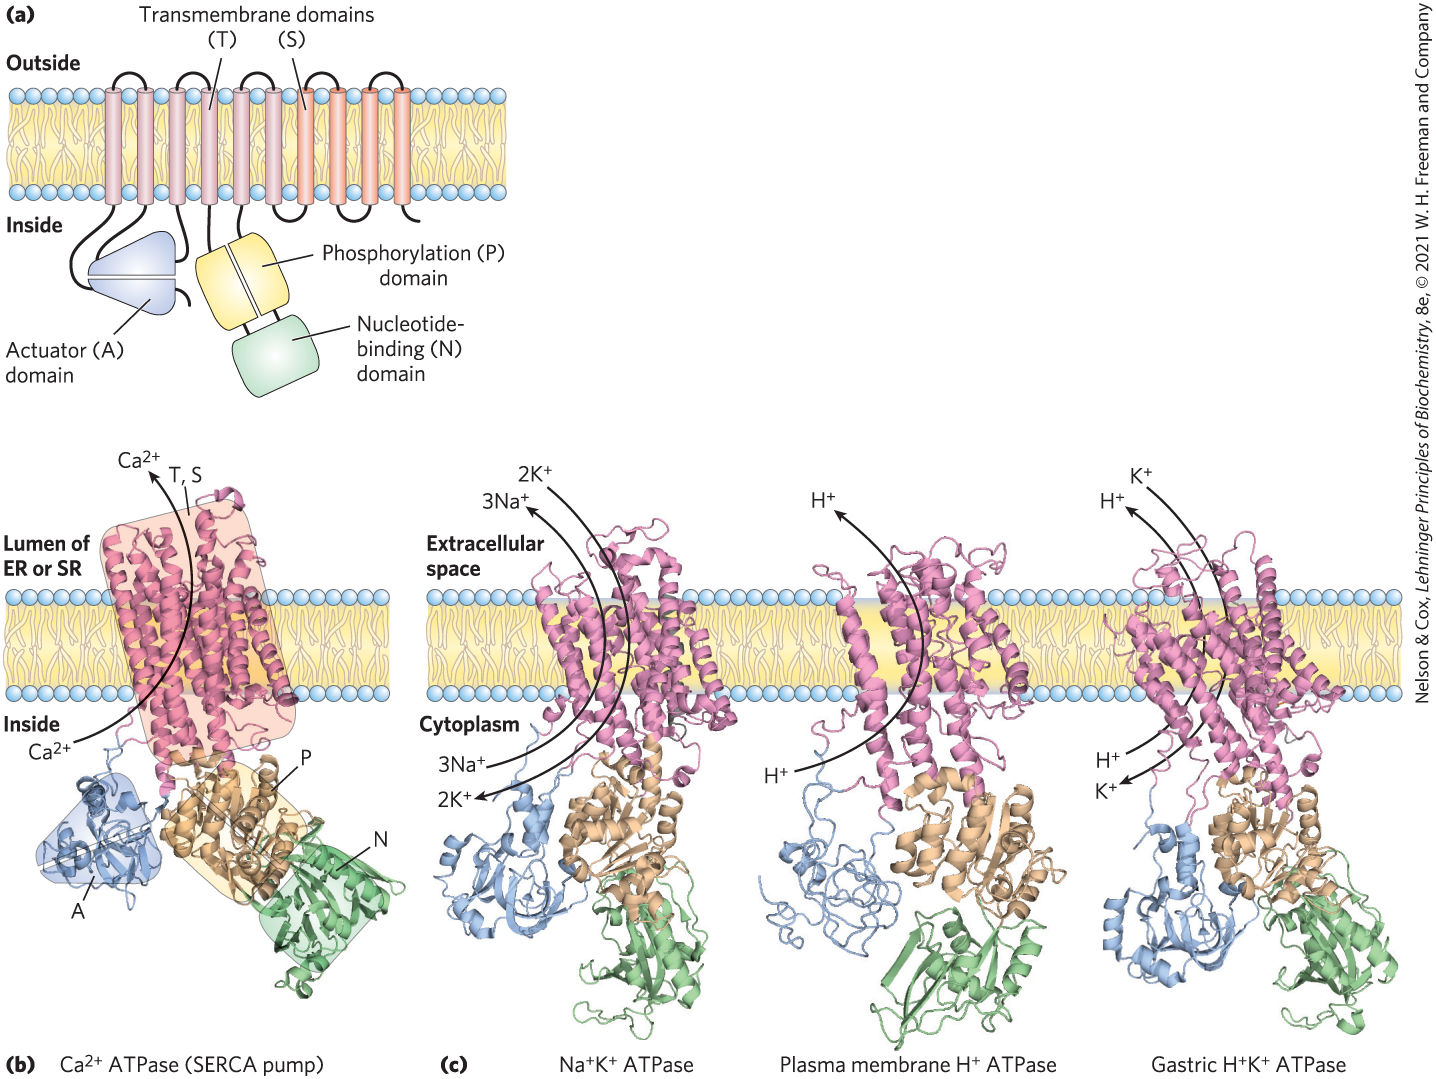 (a)
Transmembrane domains
(T)
(S)
Outside
Inside
Phosphorylation (P)
domain
Actuator (A)
domain
Nucleotide-
binding (N)
domain
Ca²⁺
T, S
Lumen of
ER or SR
Inside
Ca²⁺
P
N
A
(b) Ca²⁺ ATPase (SERCA pump)
2K⁺
3Na⁺
Extracellular
space
Cytoplasm
3Na⁺
2K⁺
H⁺
H⁺
K⁺
H⁺
H⁺
K⁺
(c) Na⁺K⁺ ATPase
Plasma membrane H⁺ ATPase
Gastric H⁺K⁺ ATPase
Nelson & Cox, Lehninger Principles of Biochemistry, 8e, © 2021 W. H. Freeman and Company